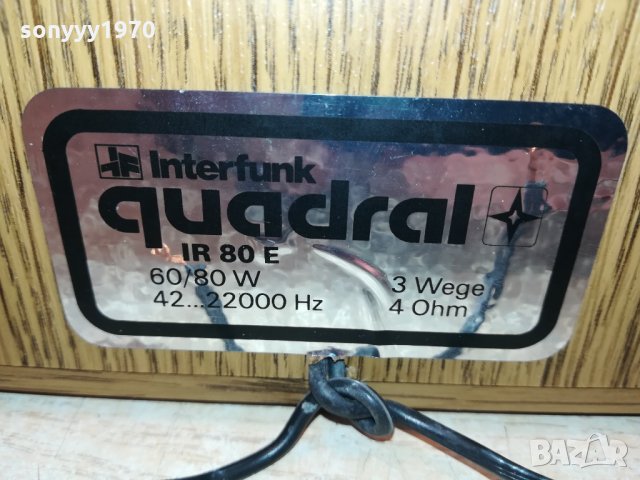 sonyyy1970
Interfunk
quadral
IR 80 E
60/80 W
3 Wege
42...22000 Hz
4 Ohm
BAZAR